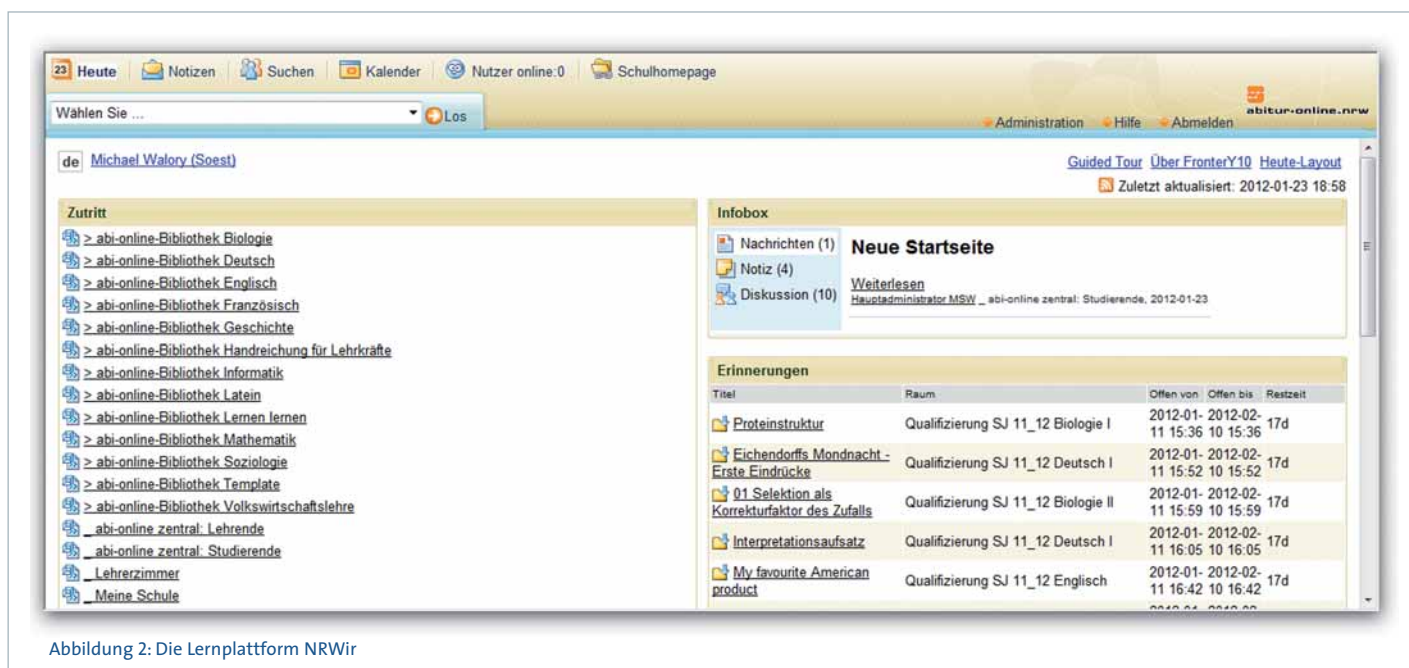 23 Heute Notizen Suchen Kalender Nutzer online:0 Schulhomepage
Wählen Sie ... Los
abitur-online.nrw
Administration Hilfe Abmelden
de Michael Walory (Soest)
Guided Tour Über FronterY10 Heute-Layout
Zuletzt aktualisiert: 2012-01-23 18:58
Zutritt
> abi-online-Bibliothek Biologie
> abi-online-Bibliothek Deutsch
> abi-online-Bibliothek Englisch
> abi-online-Bibliothek Französisch
> abi-online-Bibliothek Geschichte
> abi-online-Bibliothek Handreichung für Lehrkräfte
> abi-online-Bibliothek Informatik
> abi-online-Bibliothek Latein
> abi-online-Bibliothek Lernen lernen
> abi-online-Bibliothek Mathematik
> abi-online-Bibliothek Soziologie
> abi-online-Bibliothek Template
> abi-online-Bibliothek Volkswirtschaftslehre
_ abi-online zentral: Lehrende
_ abi-online zentral: Studierende
_ Lehrerzimmer
_ Meine Schule
Infobox
Nachrichten (1)
Notiz (4)
Diskussion (10)
Neue Startseite
Weiterlesen
Hauptadministrator MSW _ abi-online zentral: Studierende, 2012-01-23
Erinnerungen
Titel Raum Offen von Offen bis Restzeit
Proteinstruktur Qualifizierung SJ 11_12 Biologie I 2012-01- 2012-02- 17d
11 15:36 10 15:36
Eichendorffs Mondnacht - Qualifizierung SJ 11_12 Deutsch I 2012-01- 2012-02- 17d
Erste Eindrücke 11 15:52 10 15:52
01 Selektion als Qualifizierung SJ 11_12 Biologie II 2012-01- 2012-02- 17d
Korrekturfaktor des Zufalls 11 15:59 10 15:59
Interpretationsaufsatz Qualifizierung SJ 11_12 Deutsch I 2012-01- 2012-02- 17d
11 16:05 10 16:05
My favourite American Qualifizierung SJ 11_12 Englisch 2012-01- 2012-02- 17d
product 11 16:42 10 16:42
Abbildung 2: Die Lernplattform NRWir